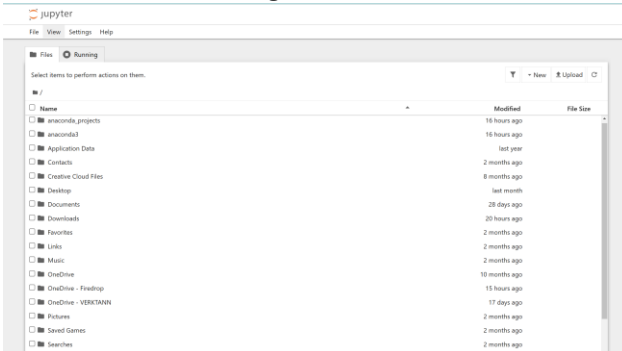 jupyter
File View Settings Help
Files Running
Select items to perform actions on them. New Upload
/
Name Modified File Size
anaconda_projects 16 hours ago
anaconda3 16 hours ago
Application Data last year
Contacts 2 months ago
Creative Cloud Files 8 months ago
Desktop last month
Documents 28 days ago
Downloads 20 hours ago
Favorites 2 months ago
Links 2 months ago
Music 2 months ago
OneDrive 10 months ago
OneDrive - Firedrop 15 hours ago
OneDrive - VERKTANN 17 days ago
Pictures 2 months ago
Saved Games 2 months ago
Searches 2 months ago